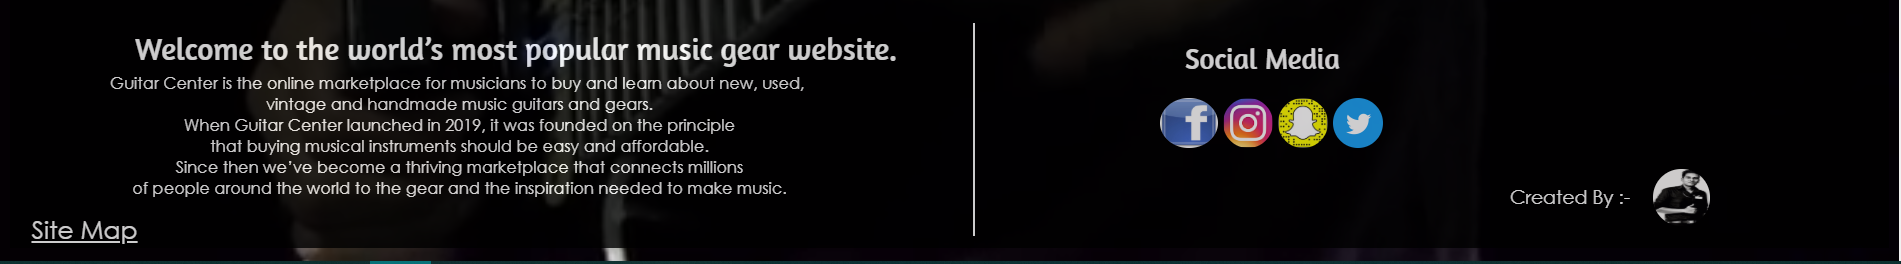 Welcome to the world’s most popular music gear website.
Guitar Center is the online marketplace for musicians to buy and learn about new, used,
vintage and handmade music guitars and gears.
When Guitar Center launched in 2019, it was founded on the principle
that buying musical instruments should be easy and affordable.
Since then we’ve become a thriving marketplace that connects millions
of people around the world to the gear and the inspiration needed to make music.
Site Map
Social Media
Created By :-